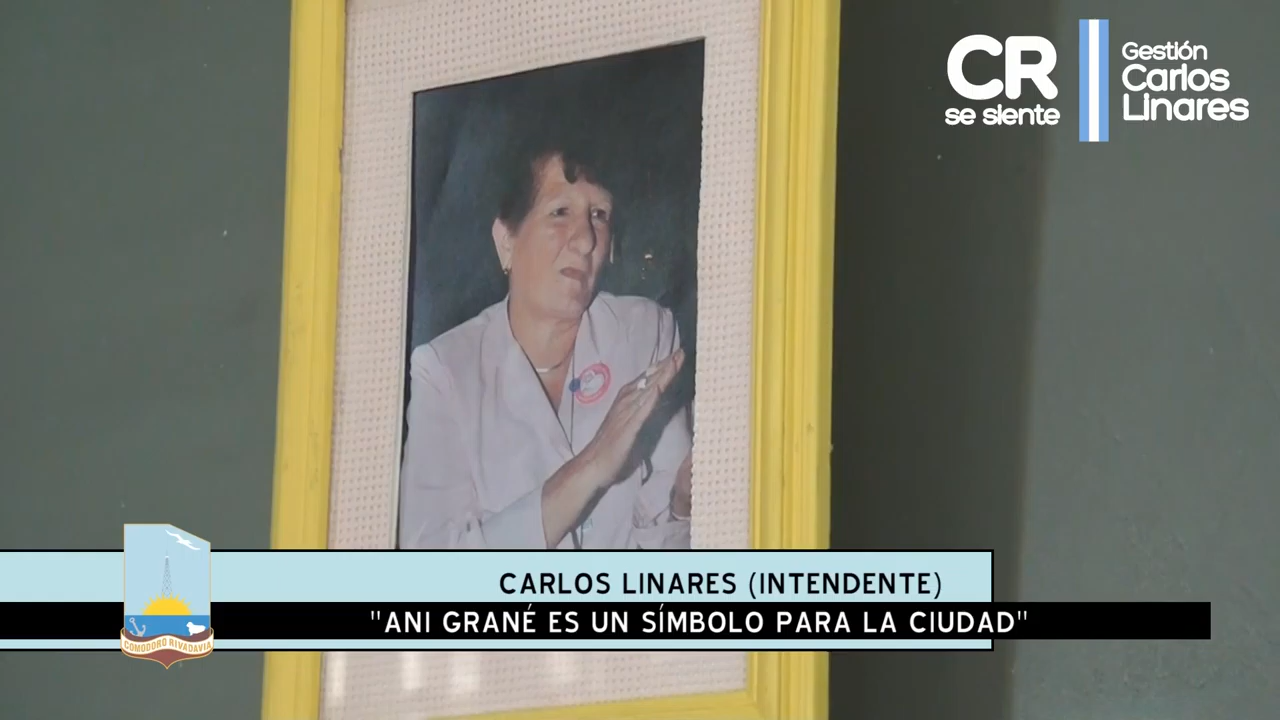 CR
se siente
Gestión
Carlos
Linares
CARLOS LINARES (INTENDENTE)
"ANI GRANÉ ES UN SÍMBOLO PARA LA CIUDAD"
COMODORO RIVADAVIA